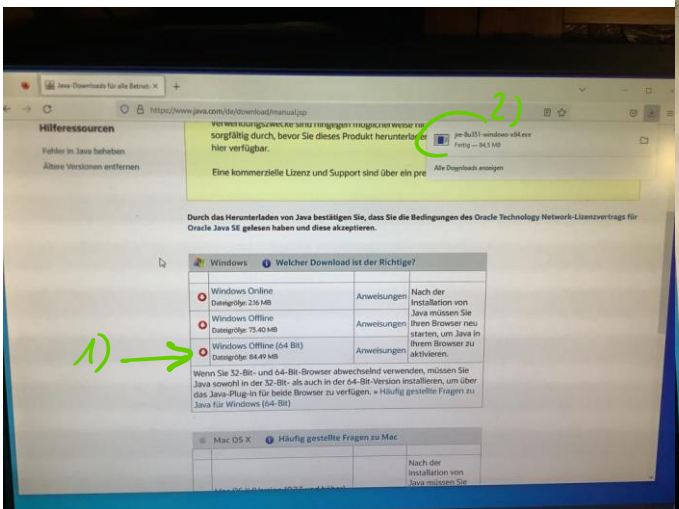 Java-Downloads für alle Betrieb
https://www.java.com/de/download/manual.jsp
2)
jre-8u351-windows-x64.exe
Fertig — 84,5 MB
Alle Downloads anzeigen
Hilferessourcen
Fehler in Java beheben
Ältere Versionen entfernen
Verwendungszwecke sind hingegen möglicherweise
sorgfältig durch, bevor Sie dieses Produkt herunterladen
hier verfügbar.
Eine kommerzielle Lizenz und Support sind über ein
Durch das Herunterladen von Java bestätigen Sie, dass Sie die Bedingungen des Oracle Technology Network-Lizenzvertrags für
Oracle Java SE gelesen haben und diese akzeptieren.
Windows Welcher Download ist der Richtige?
Windows Online
Dateigröße: 2.16 MB
Anweisungen
Windows Offline
Dateigröße: 73.40 MB
Anweisungen
1)
Windows Offline (64 Bit)
Dateigröße: 84.49 MB
Anweisungen
Nach der
Installation von
Java müssen Sie
Ihren Browser neu
starten, um Java in
Ihrem Browser zu
aktivieren.
Wenn Sie 32-Bit- und 64-Bit-Browser abwechselnd verwenden, müssen Sie
Java sowohl in der 32-Bit- als auch in der 64-Bit-Version installieren, um über
das Java-Plug-In für beide Browser zu verfügen. » Häufig gestellte Fragen zu
Java für Windows (64-Bit)
Mac OS X Häufig gestellte Fragen zu Mac
Nach der
Installation von
Java müssen Sie